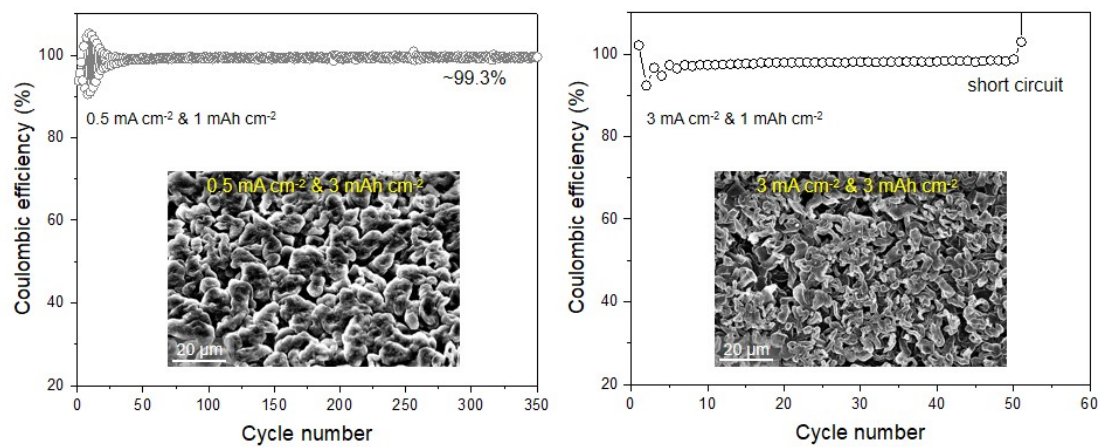 100
80
60
40
20
Coulombic efficiency (%)
~99.3%
0.5 mA cm-2 & 1 mAh cm-2
0.5 mA cm-2 & 3 mAh cm-2
20 μm
0 50 100 150 200 250 300 350
Cycle number
100
80
60
40
20
Coulombic efficiency (%)
short circuit
3 mA cm-2 & 1 mAh cm-2
3 mA cm-2 & 3 mAh cm-2
20 μm
0 10 20 30 40 50 60
Cycle number